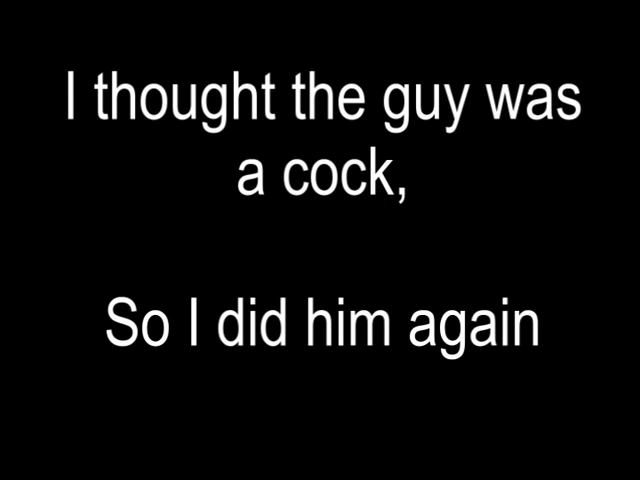 I thought the guy was
a cock,
So I did him again